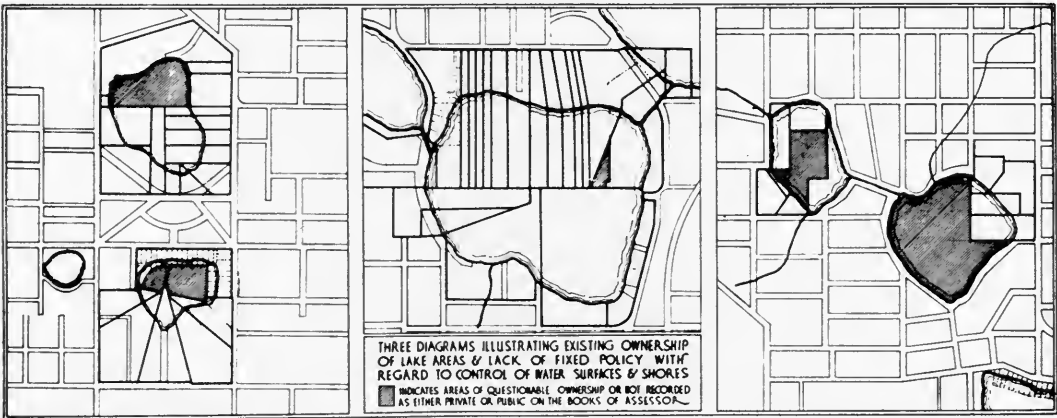 THREE DIAGRAMS ILLUSTRATING EXISTING OWNERSHIP
OF LAKE AREAS & LACK OF FIXED POLICY WITH
REGARD TO CONTROL OF WATER SURFACES & SHORES
INDICATES AREAS OF QUESTIONABLE OWNERSHIP OR NOT RECORDED
AS EITHER PRIVATE OR PUBLIC ON THE BOOKS OF ASSESSOR